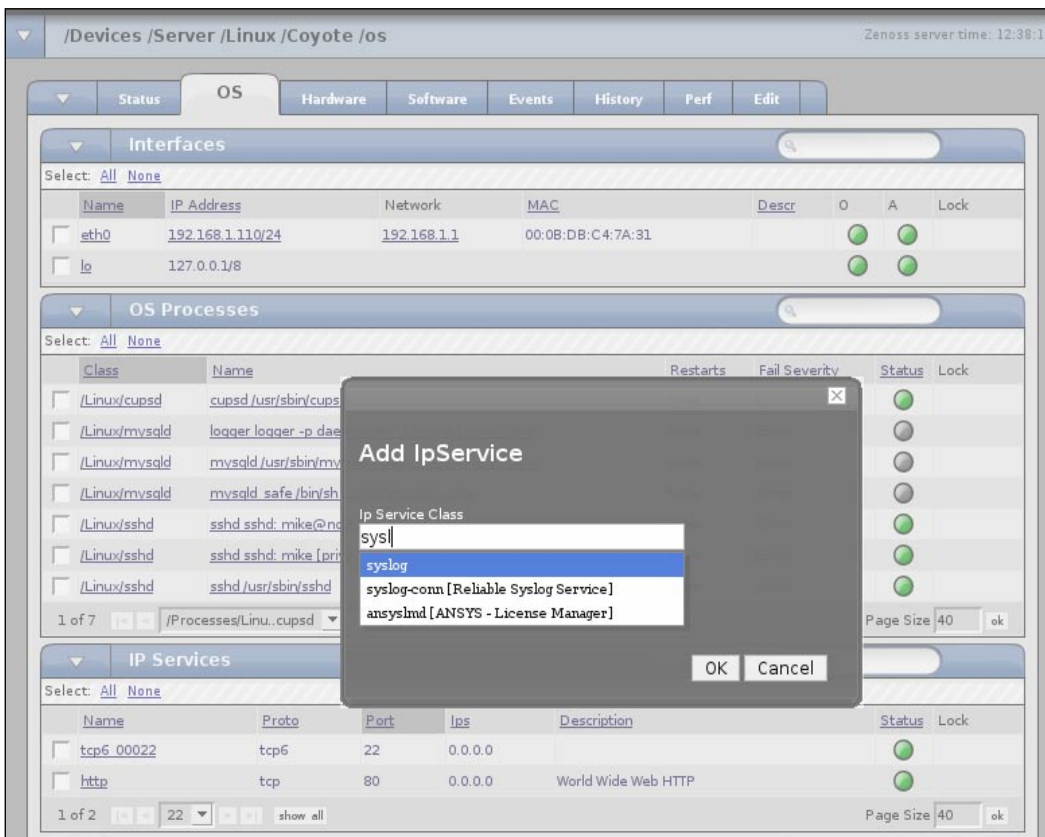 /Devices /Server /Linux /Coyote /os Zenoss server time: 12:38:1
Status OS Hardware Software Events History Perf Edit
Interfaces
Select: All None
Name IP Address Network MAC Descr O A Lock
eth0 192.168.1.110/24 192.168.1.1 00:0B:DB:C4:7A:31
lo 127.0.0.1/8
OS Processes
Select: All None
Class Name Restarts Fail Severity Status Lock
/Linux/cupsd cupsd /usr/sbin/cups
/Linux/mysqld logger logger -p dae
/Linux/mysqld mysqld /usr/sbin/my
/Linux/mysqld mysqld_safe /bin/sh
/Linux/sshd sshd sshd: mike@no
/Linux/sshd sshd sshd: mike [pri
/Linux/sshd sshd /usr/sbin/sshd
1 of 7 /Processes/Linu..cupsd Page Size 40 ok
Add IpService
Ip Service Class
sysl
syslog
syslog-conn [Reliable Syslog Service]
ansyslmd [ANSYS - License Manager]
OK Cancel
IP Services
Select: All None
Name Proto Port Ips Description Status Lock
tcp6_00022 tcp6 22 0.0.0.0
http tcp 80 0.0.0.0 World Wide Web HTTP
1 of 2 22 show all Page Size 40 ok